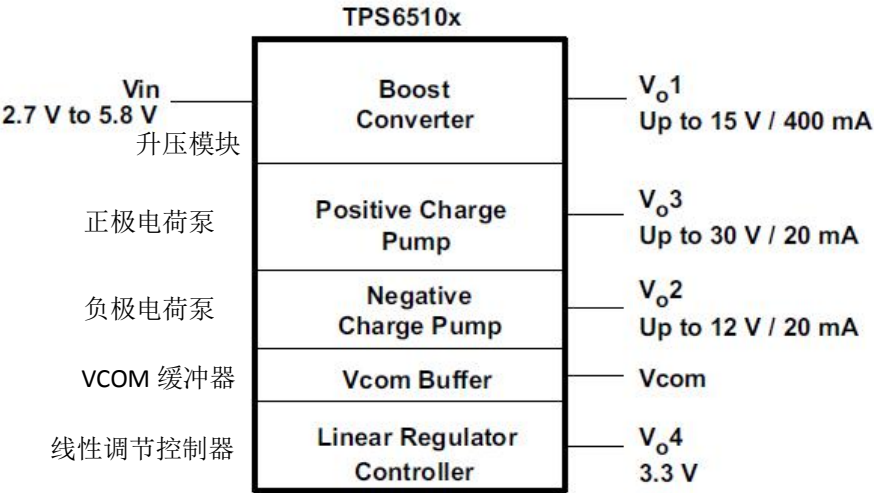 TPS6510x
Vin
2.7 V to 5.8 V
升压模块
Boost
Converter
Vo1
Up to 15 V / 400 mA
正极电荷泵
Positive Charge
Pump
Vo3
Up to 30 V / 20 mA
负极电荷泵
Negative
Charge Pump
Vo2
Up to 12 V / 20 mA
VCOM 缓冲器
Vcom Buffer
Vcom
线性调节控制器
Linear Regulator
Controller
Vo4
3.3 V